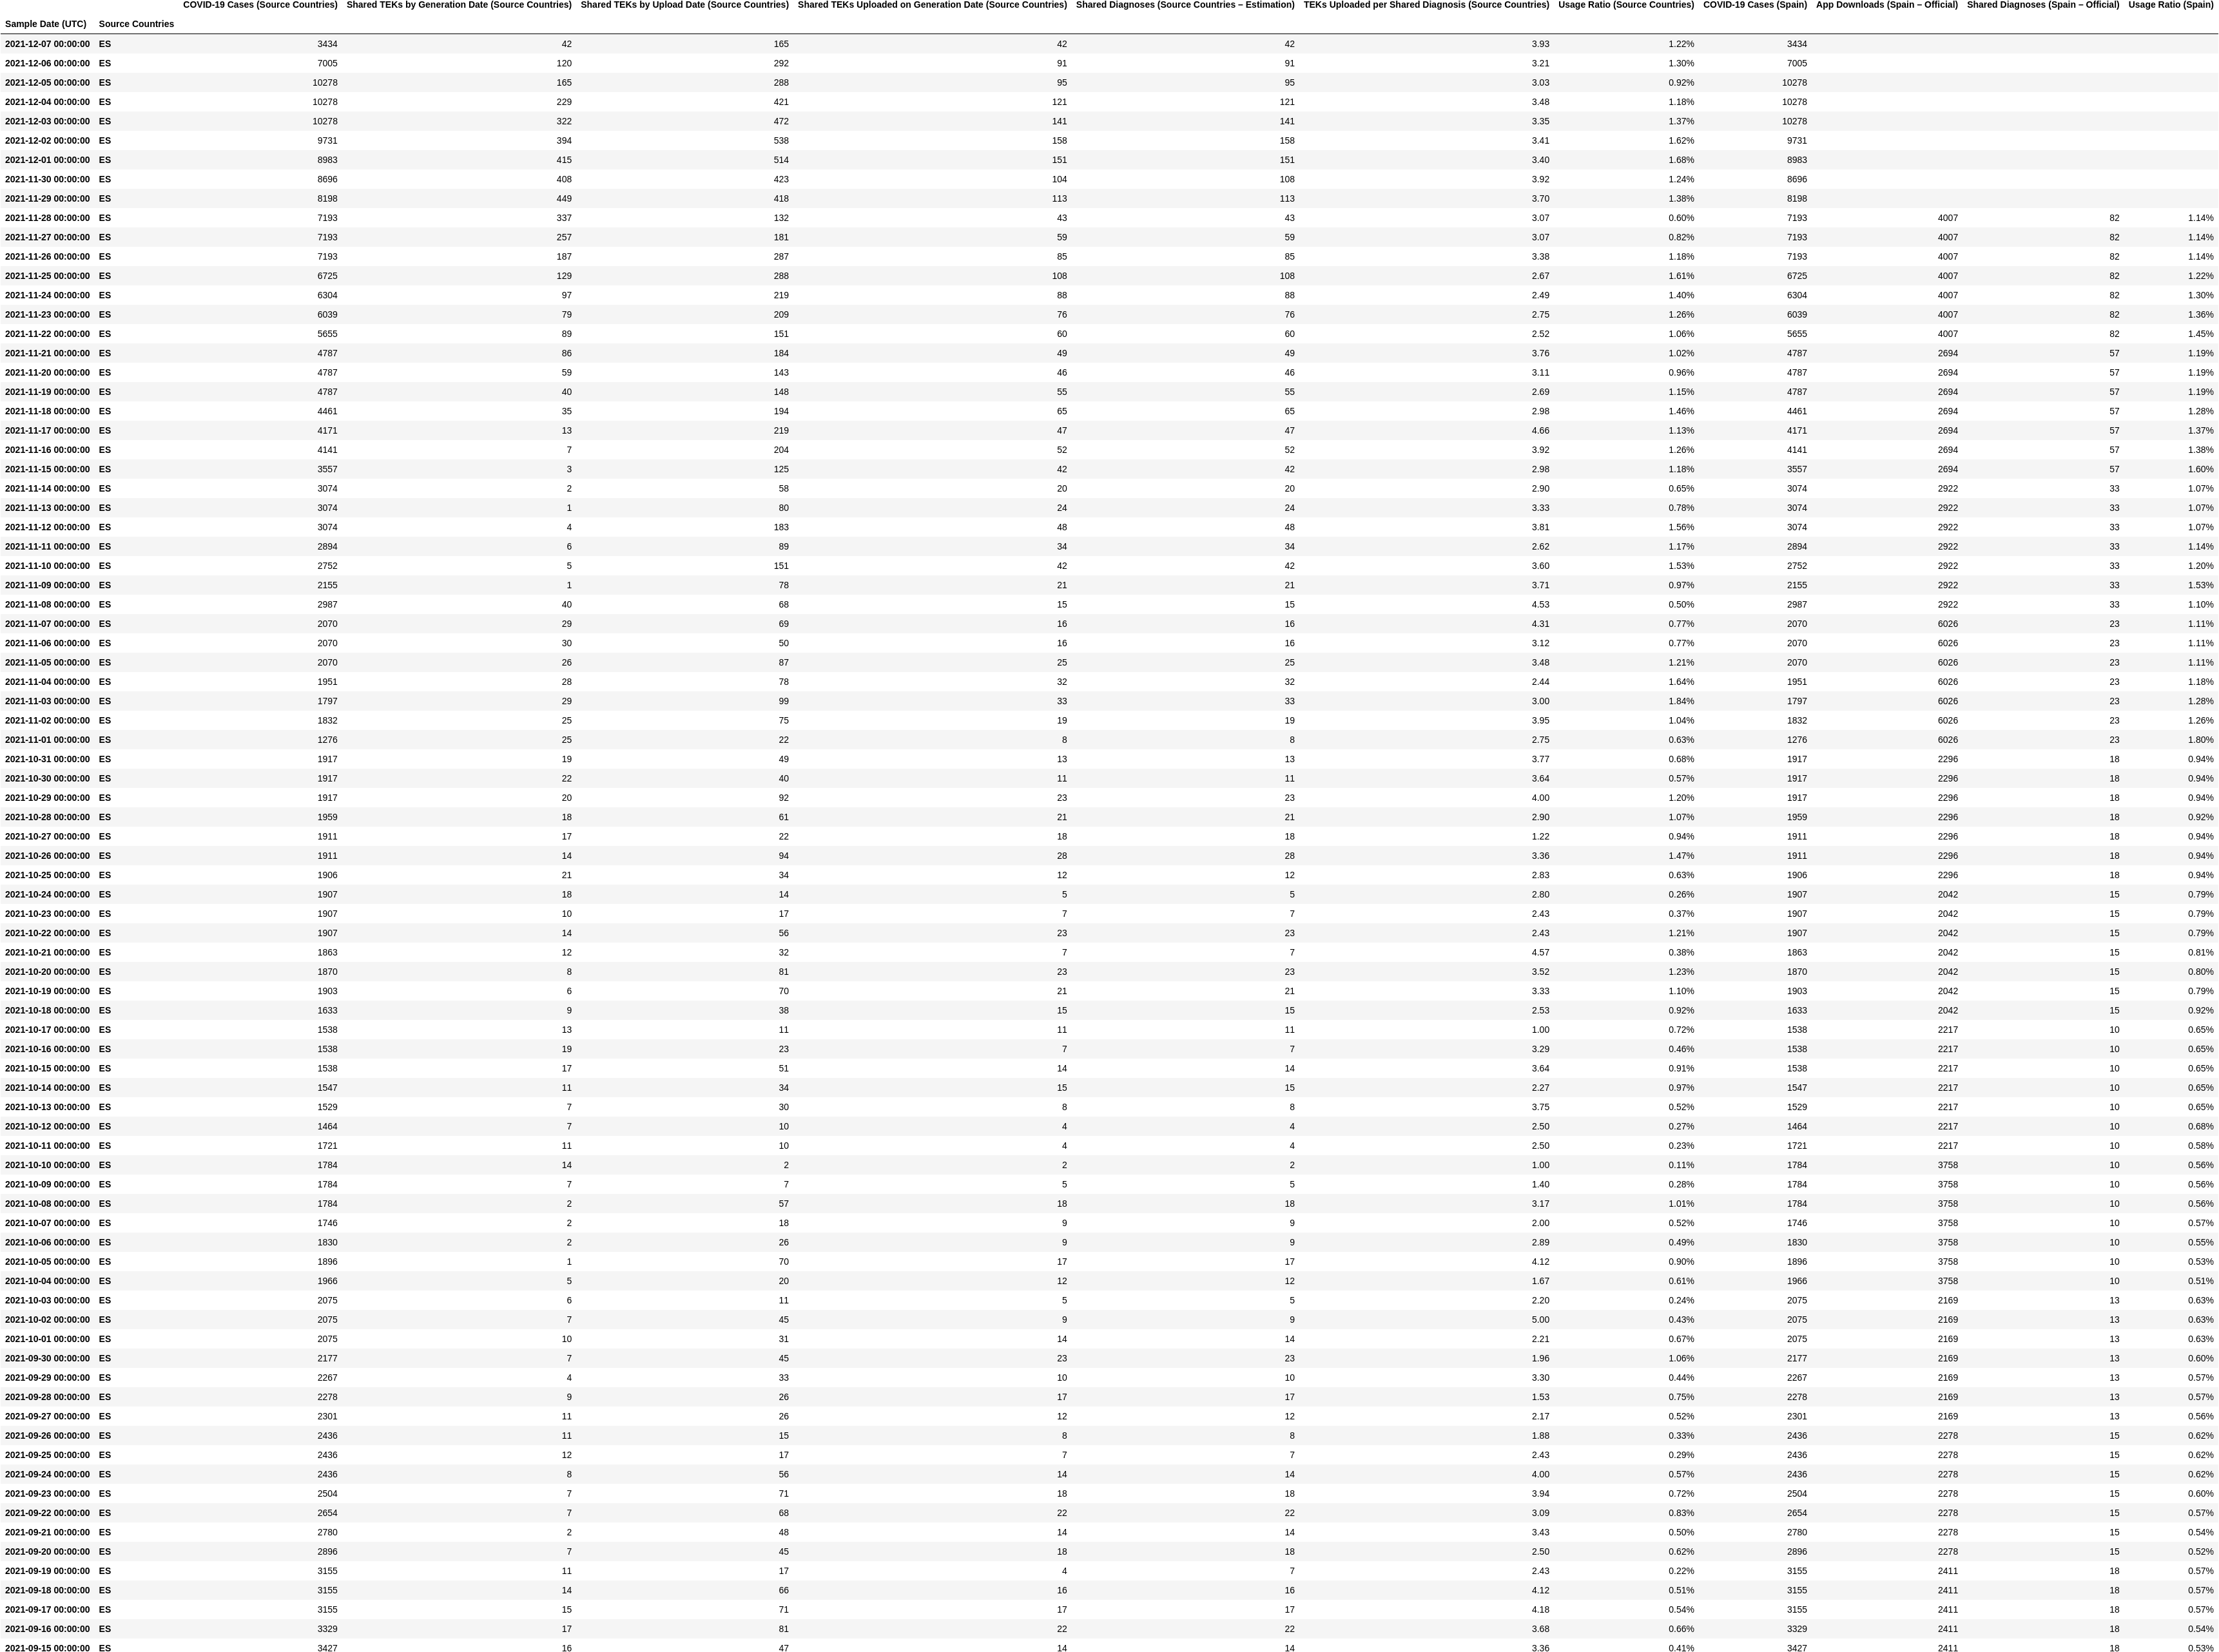 COVID-19 Cases (Source Countries) Shared TEKs by Generation Date (Source Countries) Shared TEKs by Upload Date (Source Countries) Shared TEKs Uploaded on Generation Date (Source Countries) Shared Diagnoses (Source Countries – Estimation) TEKs Uploaded per Shared Diagnosis (Source Countries) Usage Ratio (Source Countries) COVID-19 Cases (Spain) App Downloads (Spain – Official) Shared Diagnoses (Spain – Official) Usage Ratio (Spain)
Sample Date (UTC) Source Countries
2021-12-07 00:00:00 ES 3434 42 165 42 42 3.93 1.22% 3434
2021-12-06 00:00:00 ES 7005 120 292 91 91 3.21 1.30% 7005
2021-12-05 00:00:00 ES 10278 165 288 95 95 3.03 0.92% 10278
2021-12-04 00:00:00 ES 10278 229 421 121 121 3.48 1.18% 10278
2021-12-03 00:00:00 ES 10278 322 472 141 141 3.35 1.37% 10278
2021-12-02 00:00:00 ES 9731 394 538 158 158 3.41 1.62% 9731
2021-12-01 00:00:00 ES 8983 415 514 151 151 3.40 1.68% 8983
2021-11-30 00:00:00 ES 8696 408 423 104 108 3.92 1.24% 8696
2021-11-29 00:00:00 ES 8198 449 418 113 113 3.70 1.38% 8198
2021-11-28 00:00:00 ES 7193 337 132 43 43 3.07 0.60% 7193 4007 82 1.14%
2021-11-27 00:00:00 ES 7193 257 181 59 59 3.07 0.82% 7193 4007 82 1.14%
2021-11-26 00:00:00 ES 7193 187 287 85 85 3.38 1.18% 7193 4007 82 1.14%
2021-11-25 00:00:00 ES 6725 129 288 108 108 2.67 1.61% 6725 4007 82 1.22%
2021-11-24 00:00:00 ES 6304 97 219 88 88 2.49 1.40% 6304 4007 82 1.30%
2021-11-23 00:00:00 ES 6039 79 209 76 76 2.75 1.26% 6039 4007 82 1.36%
2021-11-22 00:00:00 ES 5655 89 151 60 60 2.52 1.06% 5655 4007 82 1.45%
2021-11-21 00:00:00 ES 4787 86 184 49 49 3.76 1.02% 4787 2694 57 1.19%
2021-11-20 00:00:00 ES 4787 59 143 46 46 3.11 0.96% 4787 2694 57 1.19%
2021-11-19 00:00:00 ES 4787 40 148 55 55 2.69 1.15% 4787 2694 57 1.19%
2021-11-18 00:00:00 ES 4461 35 194 65 65 2.98 1.46% 4461 2694 57 1.28%
2021-11-17 00:00:00 ES 4171 13 219 47 47 4.66 1.13% 4171 2694 57 1.37%
2021-11-16 00:00:00 ES 4141 7 204 52 52 3.92 1.26% 4141 2694 57 1.38%
2021-11-15 00:00:00 ES 3557 3 125 42 42 2.98 1.18% 3557 2694 57 1.60%
2021-11-14 00:00:00 ES 3074 2 58 20 20 2.90 0.65% 3074 2922 33 1.07%
2021-11-13 00:00:00 ES 3074 1 80 24 24 3.33 0.78% 3074 2922 33 1.07%
2021-11-12 00:00:00 ES 3074 4 183 48 48 3.81 1.56% 3074 2922 33 1.07%
2021-11-11 00:00:00 ES 2894 6 89 34 34 2.62 1.17% 2894 2922 33 1.14%
2021-11-10 00:00:00 ES 2752 5 151 42 42 3.60 1.53% 2752 2922 33 1.20%
2021-11-09 00:00:00 ES 2155 1 78 21 21 3.71 0.97% 2155 2922 33 1.53%
2021-11-08 00:00:00 ES 2987 40 68 15 15 4.53 0.50% 2987 2922 33 1.10%
2021-11-07 00:00:00 ES 2070 29 69 16 16 4.31 0.77% 2070 6026 23 1.11%
2021-11-06 00:00:00 ES 2070 30 50 16 16 3.12 0.77% 2070 6026 23 1.11%
2021-11-05 00:00:00 ES 2070 26 87 25 25 3.48 1.21% 2070 6026 23 1.11%
2021-11-04 00:00:00 ES 1951 28 78 32 32 2.44 1.64% 1951 6026 23 1.18%
2021-11-03 00:00:00 ES 1797 29 99 33 33 3.00 1.84% 1797 6026 23 1.28%
2021-11-02 00:00:00 ES 1832 25 75 19 19 3.95 1.04% 1832 6026 23 1.26%
2021-11-01 00:00:00 ES 1276 25 22 8 8 2.75 0.63% 1276 6026 23 1.80%
2021-10-31 00:00:00 ES 1917 19 49 13 13 3.77 0.68% 1917 2296 18 0.94%
2021-10-30 00:00:00 ES 1917 22 40 11 11 3.64 0.57% 1917 2296 18 0.94%
2021-10-29 00:00:00 ES 1917 20 92 23 23 4.00 1.20% 1917 2296 18 0.94%
2021-10-28 00:00:00 ES 1959 18 61 21 21 2.90 1.07% 1959 2296 18 0.92%
2021-10-27 00:00:00 ES 1911 17 22 18 18 1.22 0.94% 1911 2296 18 0.94%
2021-10-26 00:00:00 ES 1911 14 94 28 28 3.36 1.47% 1911 2296 18 0.94%
2021-10-25 00:00:00 ES 1906 21 34 12 12 2.83 0.63% 1906 2296 18 0.94%
2021-10-24 00:00:00 ES 1907 18 14 5 5 2.80 0.26% 1907 2042 15 0.79%
2021-10-23 00:00:00 ES 1907 10 17 7 7 2.43 0.37% 1907 2042 15 0.79%
2021-10-22 00:00:00 ES 1907 14 56 23 23 2.43 1.21% 1907 2042 15 0.79%
2021-10-21 00:00:00 ES 1863 12 32 7 7 4.57 0.38% 1863 2042 15 0.81%
2021-10-20 00:00:00 ES 1870 8 81 23 23 3.52 1.23% 1870 2042 15 0.80%
2021-10-19 00:00:00 ES 1903 6 70 21 21 3.33 1.10% 1903 2042 15 0.79%
2021-10-18 00:00:00 ES 1633 9 38 15 15 2.53 0.92% 1633 2042 15 0.92%
2021-10-17 00:00:00 ES 1538 13 11 11 11 1.00 0.72% 1538 2217 10 0.65%
2021-10-16 00:00:00 ES 1538 19 23 7 7 3.29 0.46% 1538 2217 10 0.65%
2021-10-15 00:00:00 ES 1538 17 51 14 14 3.64 0.91% 1538 2217 10 0.65%
2021-10-14 00:00:00 ES 1547 11 34 15 15 2.27 0.97% 1547 2217 10 0.65%
2021-10-13 00:00:00 ES 1529 7 30 8 8 3.75 0.52% 1529 2217 10 0.65%
2021-10-12 00:00:00 ES 1464 7 10 4 4 2.50 0.27% 1464 2217 10 0.68%
2021-10-11 00:00:00 ES 1721 11 10 4 4 2.50 0.23% 1721 2217 10 0.58%
2021-10-10 00:00:00 ES 1784 14 2 2 2 1.00 0.11% 1784 3758 10 0.56%
2021-10-09 00:00:00 ES 1784 7 7 5 5 1.40 0.28% 1784 3758 10 0.56%
2021-10-08 00:00:00 ES 1784 2 57 18 18 3.17 1.01% 1784 3758 10 0.56%
2021-10-07 00:00:00 ES 1746 2 18 9 9 2.00 0.52% 1746 3758 10 0.57%
2021-10-06 00:00:00 ES 1830 2 26 9 9 2.89 0.49% 1830 3758 10 0.55%
2021-10-05 00:00:00 ES 1896 1 70 17 17 4.12 0.90% 1896 3758 10 0.53%
2021-10-04 00:00:00 ES 1966 5 20 12 12 1.67 0.61% 1966 3758 10 0.51%
2021-10-03 00:00:00 ES 2075 6 11 5 5 2.20 0.24% 2075 2169 13 0.63%
2021-10-02 00:00:00 ES 2075 7 45 9 9 5.00 0.43% 2075 2169 13 0.63%
2021-10-01 00:00:00 ES 2075 10 31 14 14 2.21 0.67% 2075 2169 13 0.63%
2021-09-30 00:00:00 ES 2177 7 45 23 23 1.96 1.06% 2177 2169 13 0.60%
2021-09-29 00:00:00 ES 2267 4 33 10 10 3.30 0.44% 2267 2169 13 0.57%
2021-09-28 00:00:00 ES 2278 9 26 17 17 1.53 0.75% 2278 2169 13 0.57%
2021-09-27 00:00:00 ES 2301 11 26 12 12 2.17 0.52% 2301 2169 13 0.56%
2021-09-26 00:00:00 ES 2436 11 15 8 8 1.88 0.33% 2436 2278 15 0.62%
2021-09-25 00:00:00 ES 2436 12 17 7 7 2.43 0.29% 2436 2278 15 0.62%
2021-09-24 00:00:00 ES 2436 8 56 14 14 4.00 0.57% 2436 2278 15 0.62%
2021-09-23 00:00:00 ES 2504 7 71 18 18 3.94 0.72% 2504 2278 15 0.60%
2021-09-22 00:00:00 ES 2654 7 68 22 22 3.09 0.83% 2654 2278 15 0.57%
2021-09-21 00:00:00 ES 2780 2 48 14 14 3.43 0.50% 2780 2278 15 0.54%
2021-09-20 00:00:00 ES 2896 7 45 18 18 2.50 0.62% 2896 2278 15 0.52%
2021-09-19 00:00:00 ES 3155 11 17 4 7 2.43 0.22% 3155 2411 18 0.57%
2021-09-18 00:00:00 ES 3155 14 66 16 16 4.12 0.51% 3155 2411 18 0.57%
2021-09-17 00:00:00 ES 3155 15 71 17 17 4.18 0.54% 3155 2411 18 0.57%
2021-09-16 00:00:00 ES 3329 17 81 22 22 3.68 0.66% 3329 2411 18 0.54%
2021-09-15 00:00:00 ES 3427 16 47 14 14 3.36 0.41% 3427 2411 18 0.53%